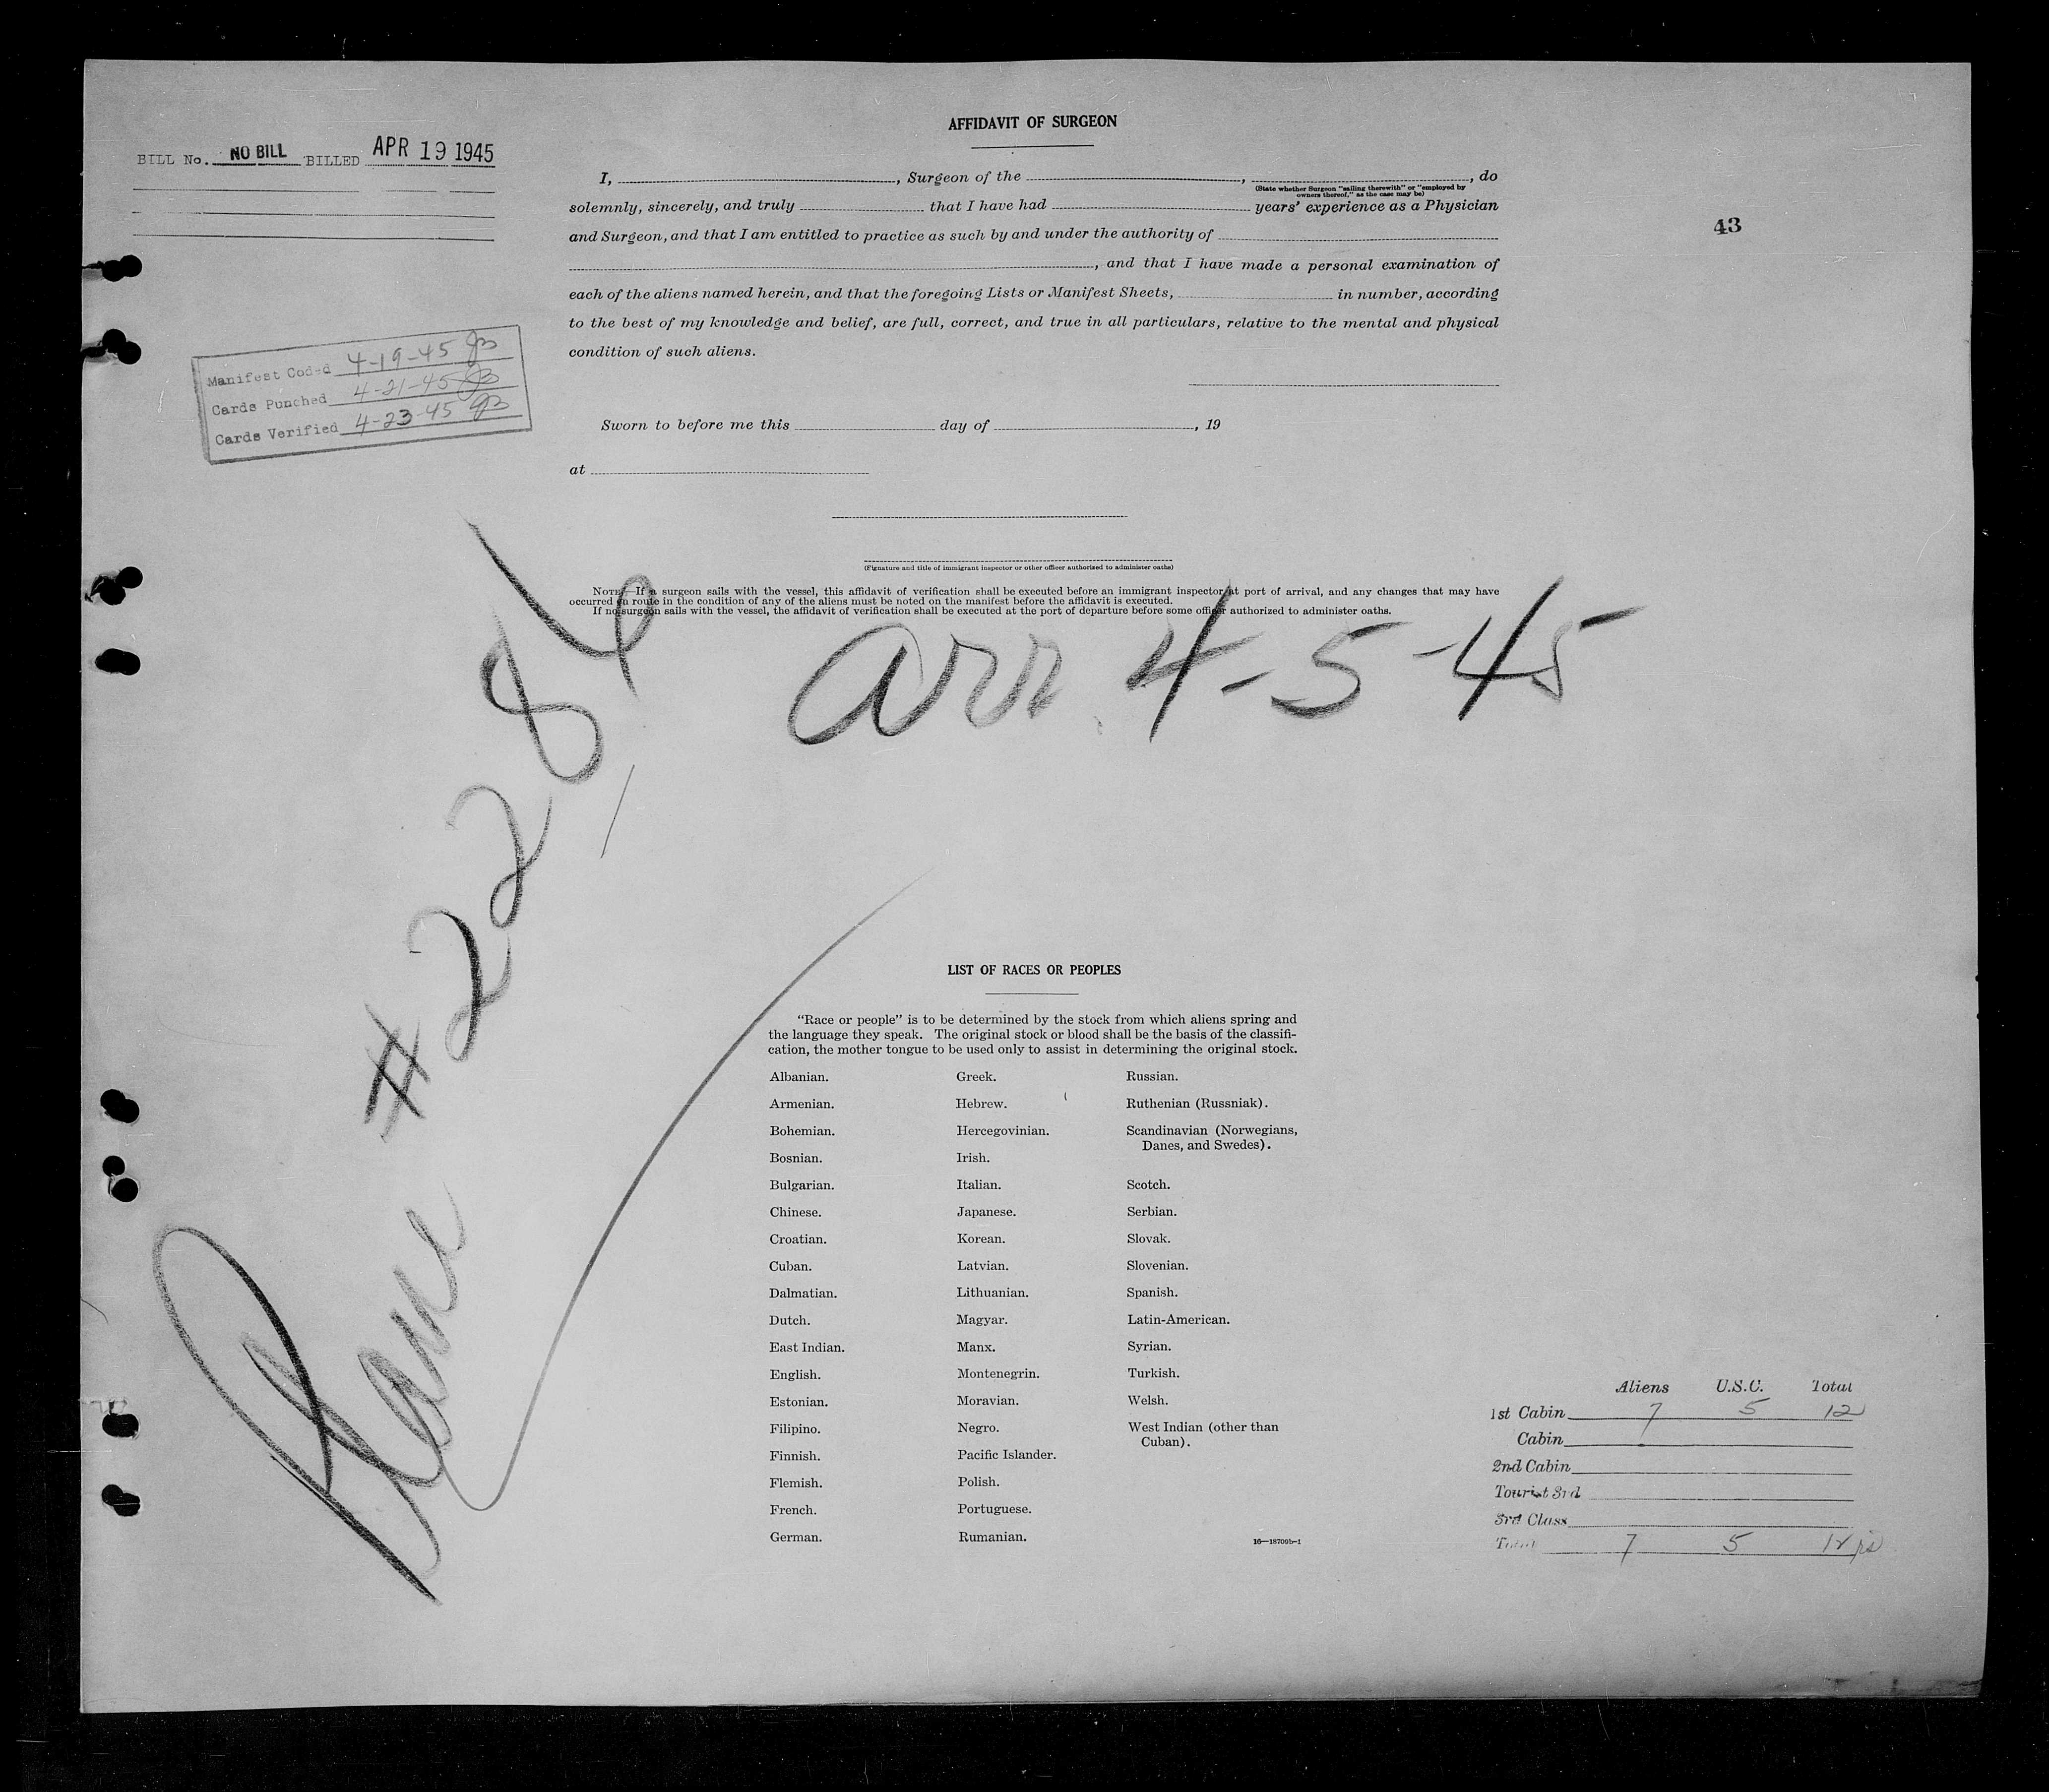 AFFIDAVIT OF SURGEON
BILL No. NO BILL BILLED APR 19 1945
I, , Surgeon of the , , do
(State whether Surgeon "sailing therewith" or "employed by
owners thereof," as the case may be)
solemnly, sincerely, and truly that I have had years' experience as a Physician
and Surgeon, and that I am entitled to practice as such by and under the authority of
, and that I have made a personal examination of
each of the aliens named herein, and that the foregoing Lists or Manifest Sheets, in number, according
to the best of my knowledge and belief, are full, correct, and true in all particulars, relative to the mental and physical
condition of such aliens.
43
Manifest Coded 4-19-45
Cards Punched 4-21-45
Cards Verified 4-23-45
Sworn to before me this day of , 19
at
(Signature and title of immigrant inspector or other officer authorized to administer oaths)
NOTE.—If a surgeon sails with the vessel, this affidavit of verification shall be executed before an immigrant inspector at port of arrival, and any changes that may have
occurred en route in the condition of any of the aliens must be noted on the manifest before the affidavit is executed.
If no surgeon sails with the vessel, the affidavit of verification shall be executed at the port of departure before some officer authorized to administer oaths.
arr. 4-5-45
Plane #2286
LIST OF RACES OR PEOPLES
"Race or people" is to be determined by the stock from which aliens spring and
the language they speak. The original stock or blood shall be the basis of the classifi-
cation, the mother tongue to be used only to assist in determining the original stock.
Albanian. Greek. Russian.
Armenian. Hebrew. Ruthenian (Russniak).
Bohemian. Hercegovinian. Scandinavian (Norwegians,
Danes, and Swedes).
Bosnian. Irish.
Bulgarian. Italian. Scotch.
Chinese. Japanese. Serbian.
Croatian. Korean. Slovak.
Cuban. Latvian. Slovenian.
Dalmatian. Lithuanian. Spanish.
Dutch. Magyar. Latin-American.
East Indian. Manx. Syrian.
English. Montenegrin. Turkish.
Estonian. Moravian. Welsh.
Filipino. Negro. West Indian (other than
Cuban).
Finnish. Pacific Islander.
Flemish. Polish.
French. Portuguese.
German. Rumanian.
16—18709b-1
Aliens U.S.C. Total
1st Cabin 7 5 12
Cabin
2nd Cabin
Tourist 3rd
3rd Class
Total 7 5 12